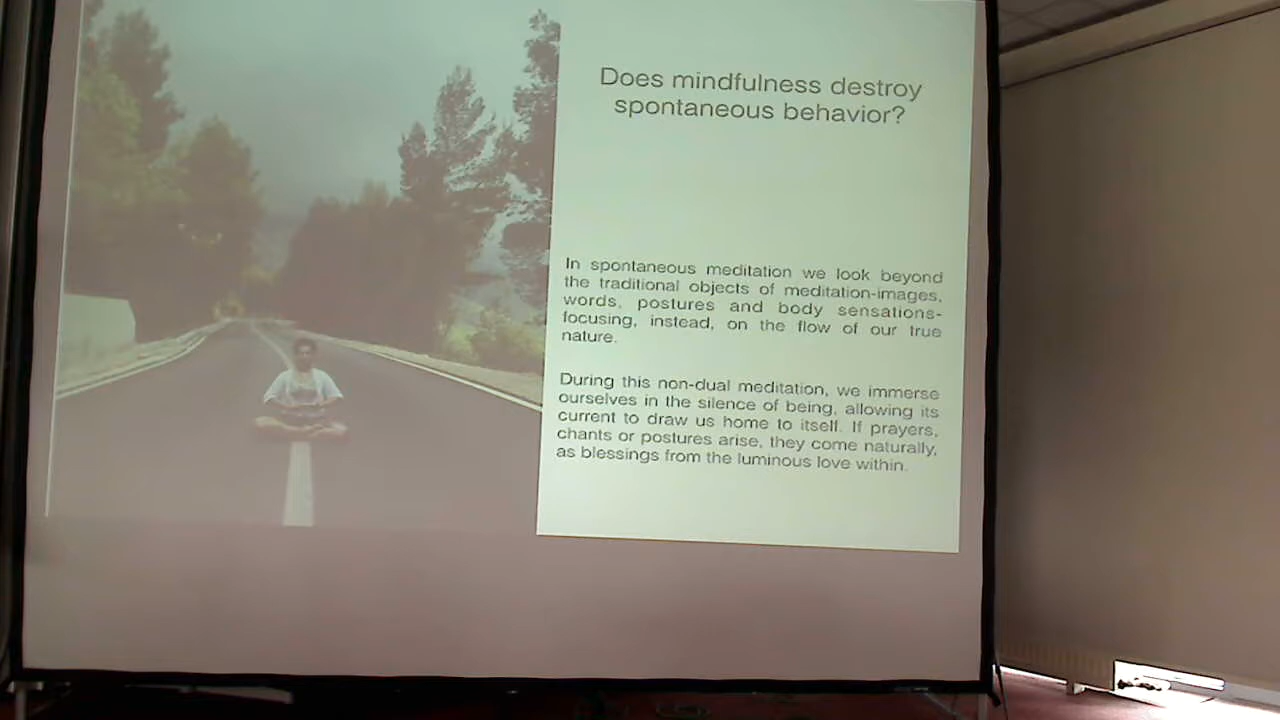 Does mindfulness destroy
spontaneous behavior?
In spontaneous meditation we look beyond
the traditional objects of meditation-images,
words, postures and body sensations-
focusing, instead, on the flow of our true
nature.
During this non-dual meditation, we immerse
ourselves in the silence of being, allowing its
current to draw us home to itself. If prayers,
chants or postures arise, they come naturally,
as blessings from the luminous love within.